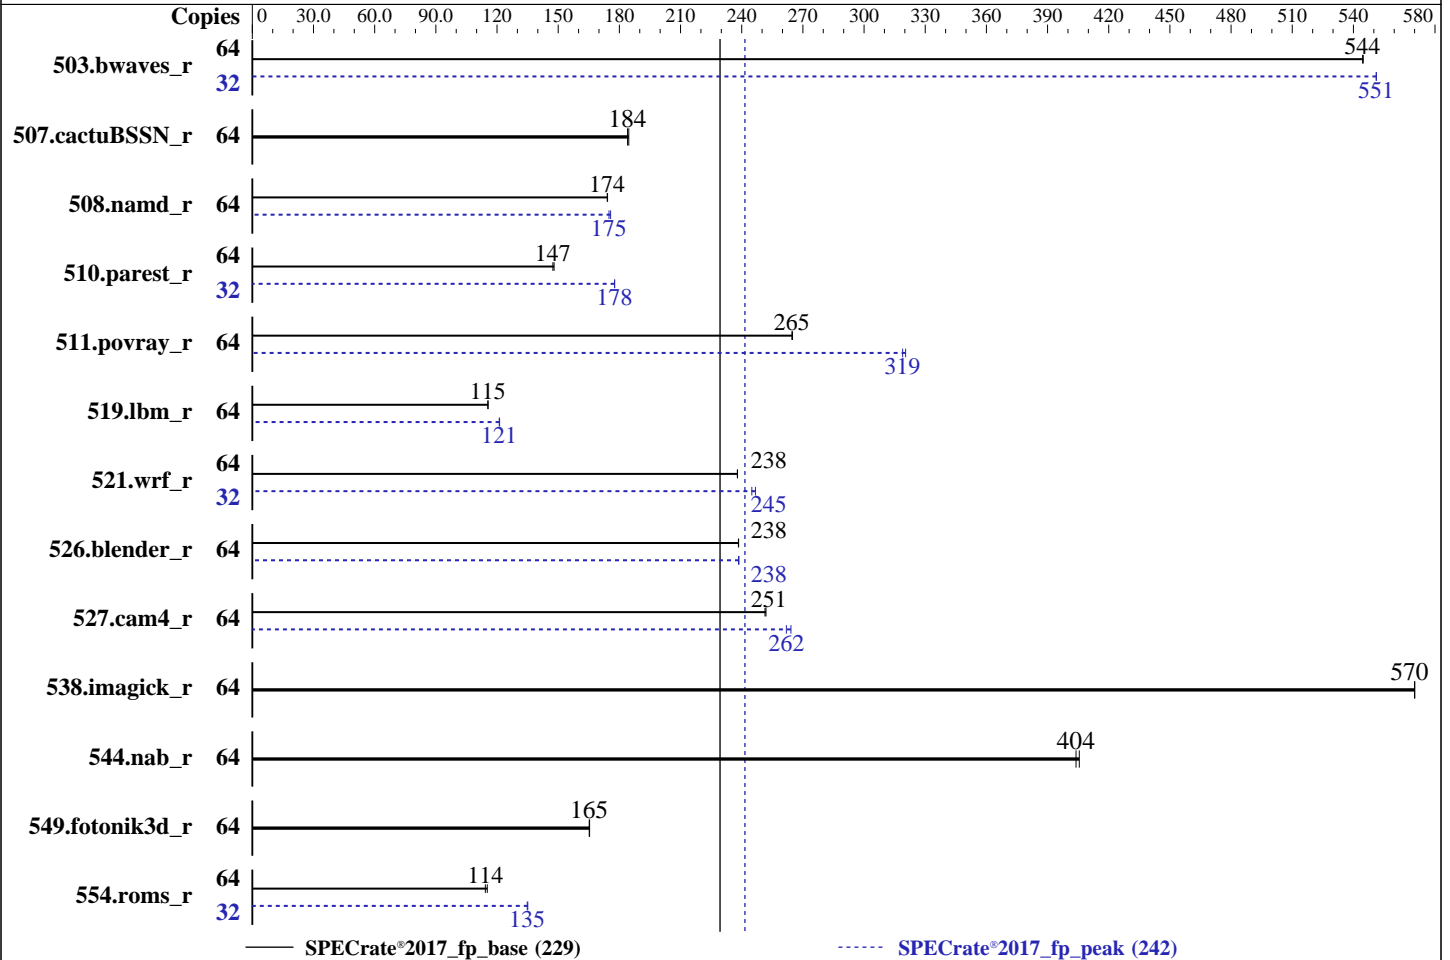 Copies 0 30.0 60.0 90.0 120 150 180 210 240 270 300 330 360 390 420 450 480 510 540 580
503.bwaves_r 64 544
32 551
507.cactuBSSN_r 64 184
508.namd_r 64 174
175
510.parest_r 64 147
32 178
511.povray_r 64 265
319
519.lbm_r 64 115
121
521.wrf_r 64 238
32 245
526.blender_r 64 238
238
527.cam4_r 64 251
262
538.imagick_r 64 570
544.nab_r 64 404
549.fotonik3d_r 64 165
554.roms_r 64 114
32 135
SPECrate®2017_fp_base (229) SPECrate®2017_fp_peak (242)